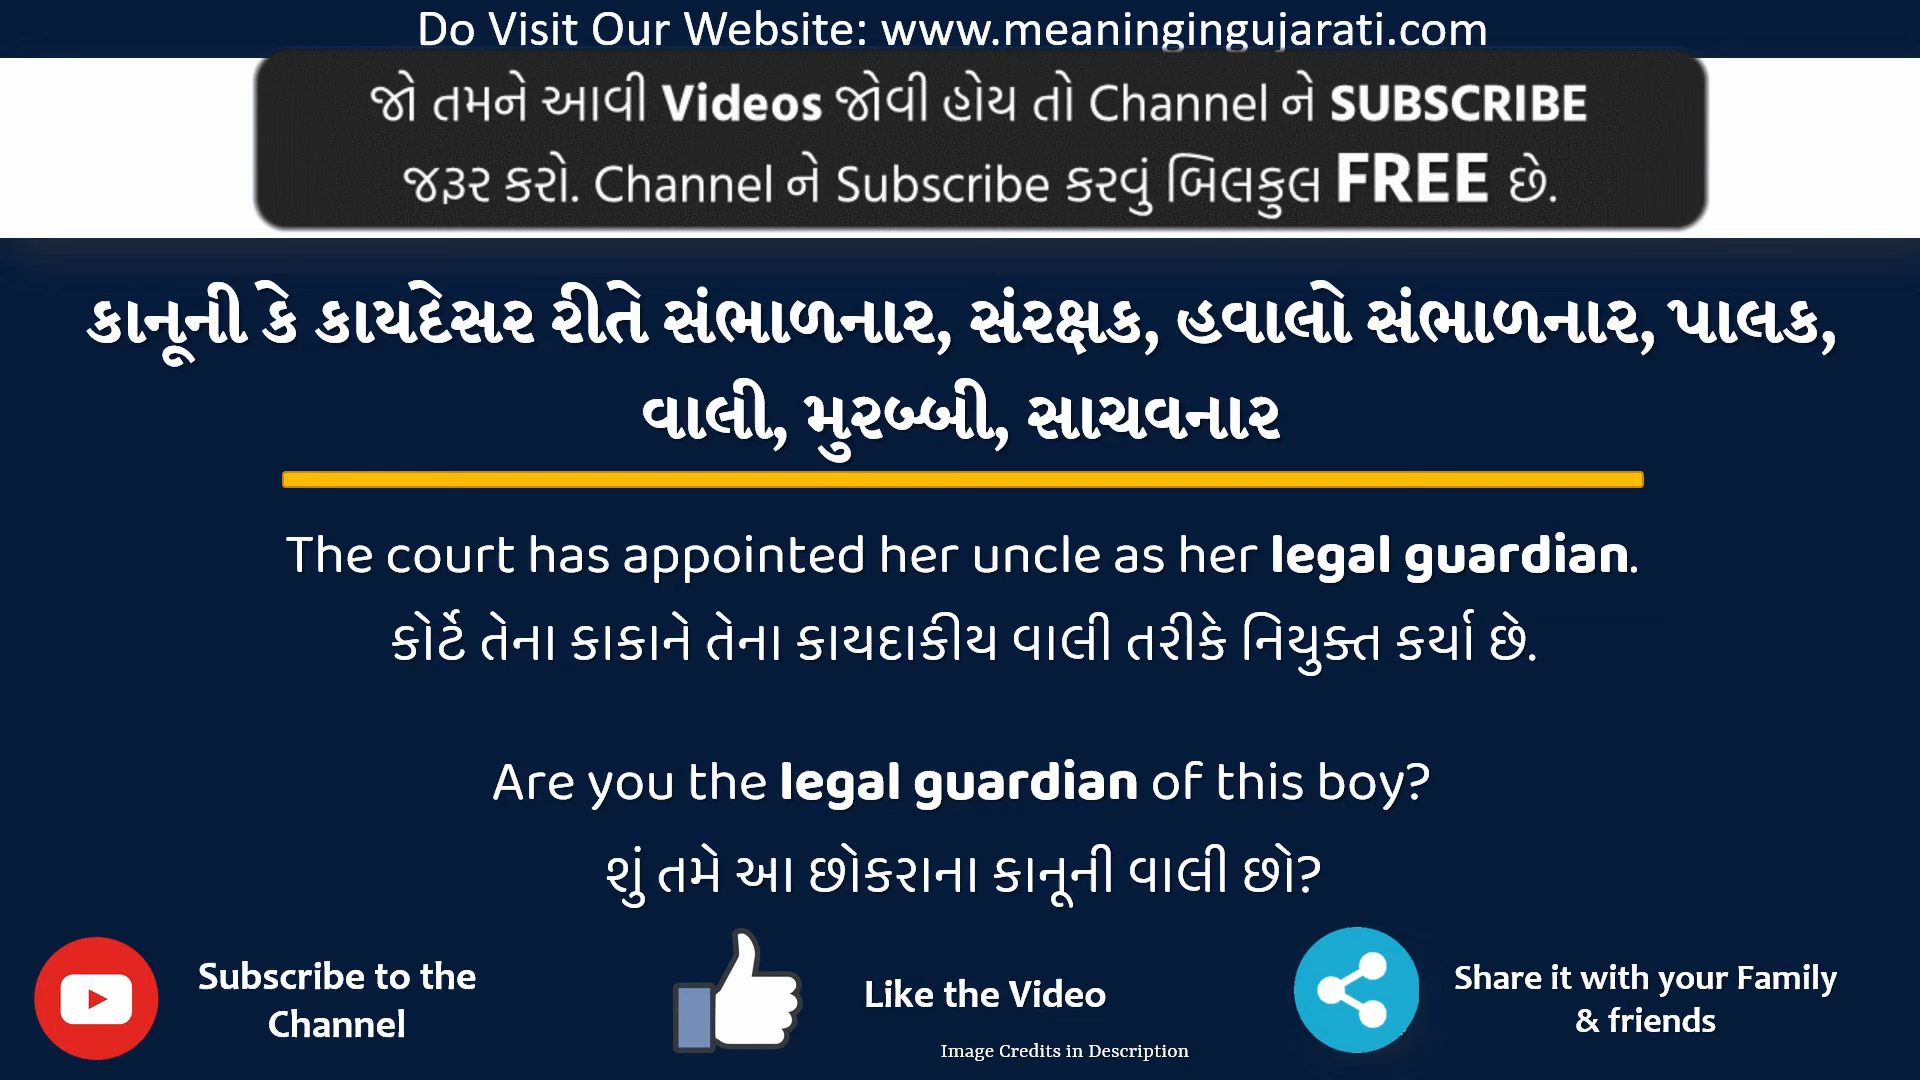 Do Visit Our Website: www.meaningingujarati.com
જો તમને આવી Videos જોવી હોય તો Channel ને SUBSCRIBE
જરૂર કરો. Channel ને Subscribe કરવું બિલકુલ FREE છે.
કાનૂની કે કાયદેસર રીતે સંભાળનાર, સંરક્ષક, હવાલો સંભાળનાર, પાલક,
વાલી, મુરબ્બી, સાચવનાર
The court has appointed her uncle as her legal guardian.
કોર્ટે તેના કાકાને તેના કાયદાકીય વાલી તરીકે નિયુક્ત કર્યા છે.
Are you the legal guardian of this boy?
શું તમે આ છોકરાના કાનૂની વાલી છો?
Subscribe to the
Channel
Like the Video
Share it with your Family
& friends
Image Credits in Description